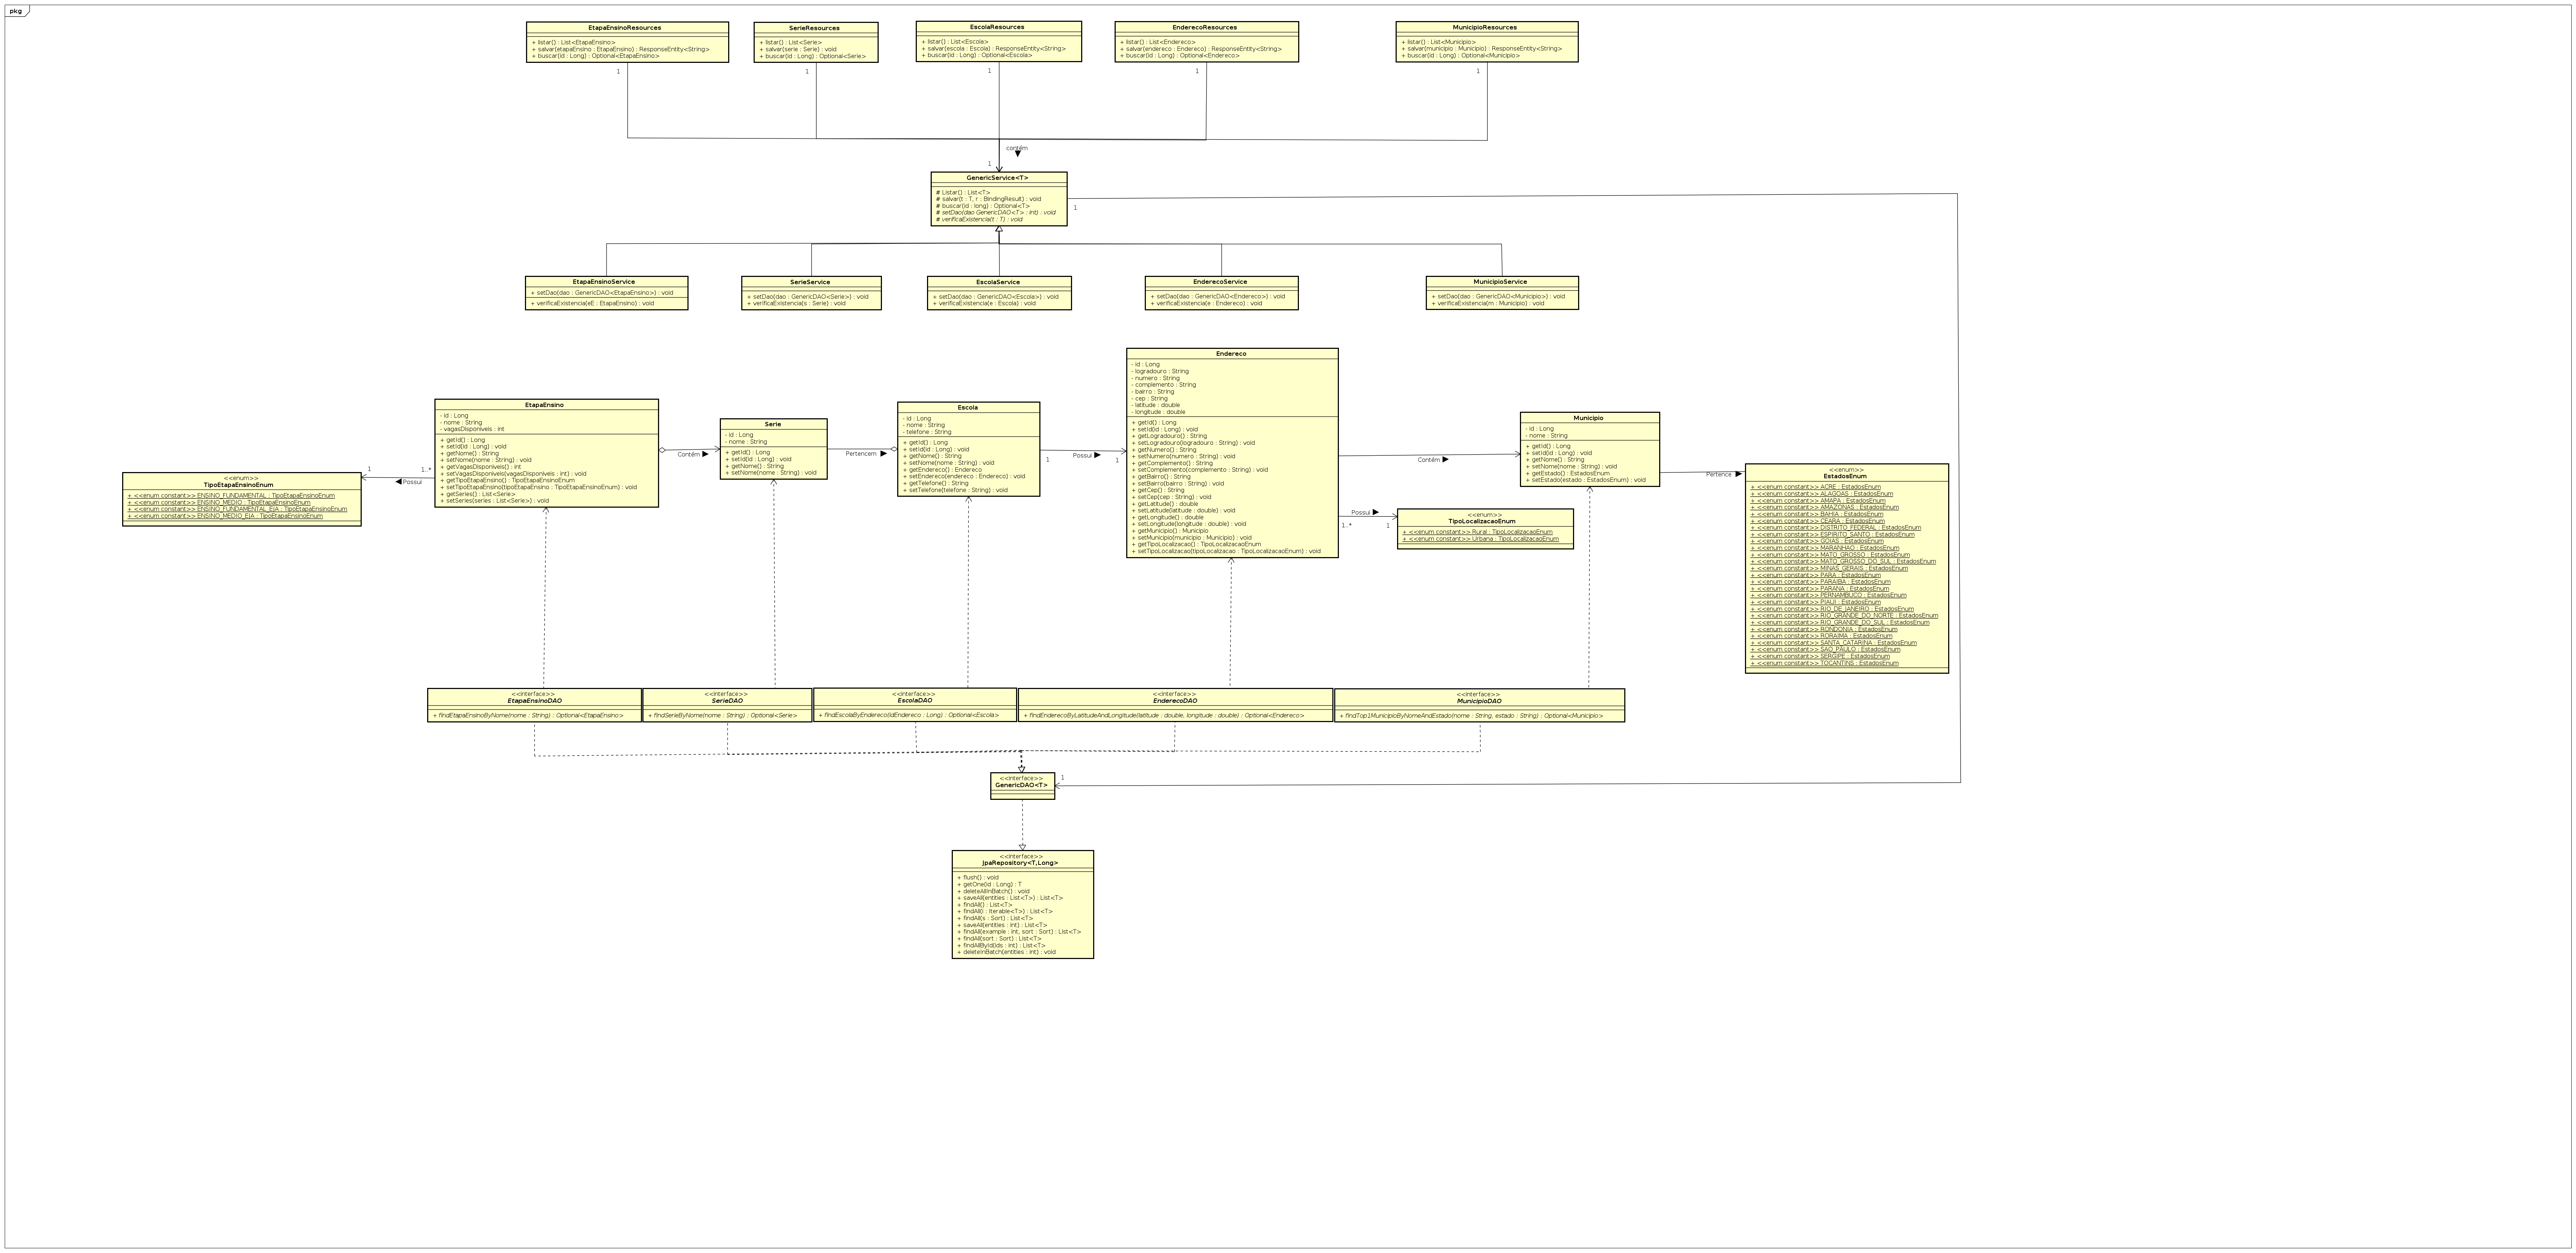 pkg
EtapaEnsinoResources
+ listar() : List<EtapaEnsino>
+ salvar(etapaEnsino : EtapaEnsino) : ResponseEntity<String>
+ buscar(id : Long) : Optional<EtapaEnsino>
SerieResources
+ listar() : List<Serie>
+ salvar(serie : Serie) : void
+ buscar(id : Long) : Optional<Serie>
EscolaResources
+ listar() : List<Escola>
+ salvar(escola : Escola) : ResponseEntity<String>
+ buscar(id : Long) : Optional<Escola>
EnderecoResources
+ listar() : List<Endereco>
+ salvar(endereco : Endereco) : ResponseEntity<String>
+ buscar(id : Long) : Optional<Endereco>
MunicipioResources
+ listar() : List<Municipio>
+ salvar(municipio : Municipio) : ResponseEntity<String>
+ buscar(id : Long) : Optional<Municipio>
1
1
1
1
1
contém
1
GenericService<T>
# Listar() : List<T>
# salvar(t : T, r : BindingResult) : void
# buscar(id : long) : Optional<T>
# setDao(dao GenericDAO<T> : int) : void
# verificaExistencia(t : T) : void
1
EtapaEnsinoService
+ setDao(dao : GenericDAO<EtapaEnsino>) : void
+ verificaExistencia(eE : EtapaEnsino) : void
SerieService
+ setDao(dao : GenericDAO<Serie>) : void
+ verificaExistencia(s : Serie) : void
EscolaService
+ setDao(dao : GenericDAO<Escola>) : void
+ verificaExistencia(e : Escola) : void
EnderecoService
+ setDao(dao : GenericDAO<Endereco>) : void
+ verificaExistencia(e : Endereco) : void
MunicipioService
+ setDao(dao : GenericDAO<Municipio>) : void
+ verificaExistencia(m : Municipio) : void
<<enum>>
TipoEtapaEnsinoEnum
+ <<enum constant>> ENSINO_FUNDAMENTAL : TipoEtapaEnsinoEnum
+ <<enum constant>> ENSINO_MEDIO : TipoEtapaEnsinoEnum
+ <<enum constant>> ENSINO_FUNDAMENTAL_EJA : TipoEtapaEnsinoEnum
+ <<enum constant>> ENSINO_MEDIO_EJA : TipoEtapaEnsinoEnum
1
1..*
Possui
EtapaEnsino
- id : Long
- nome : String
- vagasDisponiveis : int
+ getId() : Long
+ setId(id : Long) : void
+ getNome() : String
+ setNome(nome : String) : void
+ getVagasDisponiveis() : int
+ setVagasDisponiveis(vagasDisponiveis : int) : void
+ getTipoEtapaEnsino() : TipoEtapaEnsinoEnum
+ setTipoEtapaEnsino(tipoEtapaEnsino : TipoEtapaEnsinoEnum) : void
+ getSeries() : List<Serie>
+ setSeries(series : List<Serie>) : void
Contêm
Serie
- id : Long
- nome : String
+ getId() : Long
+ setId(id : Long) : void
+ getNome() : String
+ setNome(nome : String) : void
Pertencem
Escola
- id : Long
- nome : String
- telefone : String
+ getId() : Long
+ setId(id : Long) : void
+ getNome() : String
+ setNome(nome : String) : void
+ getEndereco() : Endereco
+ setEndereco(endereco : Endereco) : void
+ getTelefone() : String
+ setTelefone(telefone : String) : void
1
Possui
1
Endereco
- id : Long
- logradouro : String
- numero : String
- complemento : String
- bairro : String
- cep : String
- latitude : double
- longitude : double
+ getId() : Long
+ setId(id : Long) : void
+ getLogradouro() : String
+ setLogradouro(logradouro : String) : void
+ getNumero() : String
+ setNumero(numero : String) : void
+ getComplemento() : String
+ setComplemento(complemento : String) : void
+ getBairro() : String
+ setBairro(bairro : String) : void
+ getCep() : String
+ setCep(cep : String) : void
+ getLatitude() : double
+ setLatitude(latitude : double) : void
+ getLongitude() : double
+ setLongitude(longitude : double) : void
+ getMunicipio() : Municipio
+ setMunicipio(municipio : Municipio) : void
+ getTipoLocalizacao() : TipoLocalizacaoEnum
+ setTipoLocalizacao(tipoLocalizacao : TipoLocalizacaoEnum) : void
Contêm
Possui
1..*
1
<<enum>>
TipoLocalizacaoEnum
+ <<enum constant>> Rural : TipoLocalizacaoEnum
+ <<enum constant>> Urbana : TipoLocalizacaoEnum
Municipio
- id : Long
- nome : String
+ getId() : Long
+ setId(id : Long) : void
+ getNome() : String
+ setNome(nome : String) : void
+ getEstado() : EstadosEnum
+ setEstado(estado : EstadosEnum) : void
Pertence
<<enum>>
EstadosEnum
+ <<enum constant>> ACRE : EstadosEnum
+ <<enum constant>> ALAGOAS : EstadosEnum
+ <<enum constant>> AMAPA : EstadosEnum
+ <<enum constant>> AMAZONAS : EstadosEnum
+ <<enum constant>> BAHIA : EstadosEnum
+ <<enum constant>> CEARA : EstadosEnum
+ <<enum constant>> DISTRITO_FEDERAL : EstadosEnum
+ <<enum constant>> ESPIRITO_SANTO : EstadosEnum
+ <<enum constant>> GOIAS : EstadosEnum
+ <<enum constant>> MARANHAO : EstadosEnum
+ <<enum constant>> MATO_GROSSO : EstadosEnum
+ <<enum constant>> MATO_GROSSO_DO_SUL : EstadosEnum
+ <<enum constant>> MINAS_GERAIS : EstadosEnum
+ <<enum constant>> PARA : EstadosEnum
+ <<enum constant>> PARAIBA : EstadosEnum
+ <<enum constant>> PARANA : EstadosEnum
+ <<enum constant>> PERNAMBUCO : EstadosEnum
+ <<enum constant>> PIAUI : EstadosEnum
+ <<enum constant>> RIO_DE_JANEIRO : EstadosEnum
+ <<enum constant>> RIO_GRANDE_DO_NORTE : EstadosEnum
+ <<enum constant>> RIO_GRANDE_DO_SUL : EstadosEnum
+ <<enum constant>> RONDONIA : EstadosEnum
+ <<enum constant>> RORAIMA : EstadosEnum
+ <<enum constant>> SANTA_CATARINA : EstadosEnum
+ <<enum constant>> SAO_PAULO : EstadosEnum
+ <<enum constant>> SERGIPE : EstadosEnum
+ <<enum constant>> TOCANTINS : EstadosEnum
<<interface>>
EtapaEnsinoDAO
+ findEtapaEnsinoByNome(nome : String) : Optional<EtapaEnsino>
<<interface>>
SerieDAO
+ findSerieByNome(nome : String) : Optional<Serie>
<<interface>>
EscolaDAO
+ findEscolaByEndereco(idEndereco : Long) : Optional<Escola>
<<interface>>
EnderecoDAO
+ findEnderecoByLatitudeAndLongitude(latitude : double, longitude : double) : Optional<Endereco>
<<interface>>
MunicipioDAO
+ findTop1MunicipioByNomeAndEstado(nome : String, estado : String) : Optional<Municipio>
<<interface>>
GenericDAO<T>
1
<<interface>>
JpaRepository<T,Long>
+ flush() : void
+ getOne(id : Long) : T
+ deleteAllInBatch() : void
+ saveAll(entities : List<T>) : List<T>
+ findAll() : List<T>
+ findAll(i : Iterable<T>) : List<T>
+ findAll(s : Sort) : List<T>
+ saveAll(entities : int) : List<T>
+ findAll(example : int, sort : Sort) : List<T>
+ findAll(sort : Sort) : List<T>
+ findAllById(ids : int) : List<T>
+ deleteInBatch(entities : int) : void